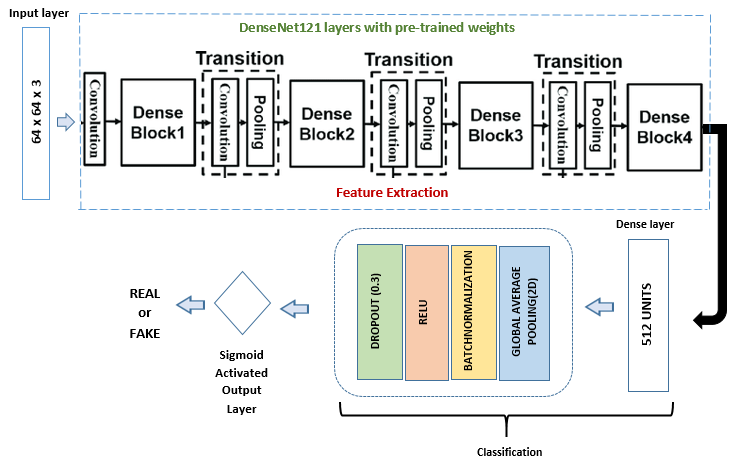 Input layer
DenseNet121 layers with pre-trained weights
64 x 64 x 3
Convolution
Dense
Block1
Transition
Convolution
Pooling
Dense
Block2
Transition
Convolution
Pooling
Dense
Block3
Transition
Convolution
Pooling
Dense
Block4
Feature Extraction
Dense layer
512 UNITS
GLOBAL AVERAGE
POOLING(2D)
BATCHNORMALIZATION
RELU
DROPOUT (0.3)
Sigmoid
Activated
Output
Layer
REAL
or
FAKE
Classification